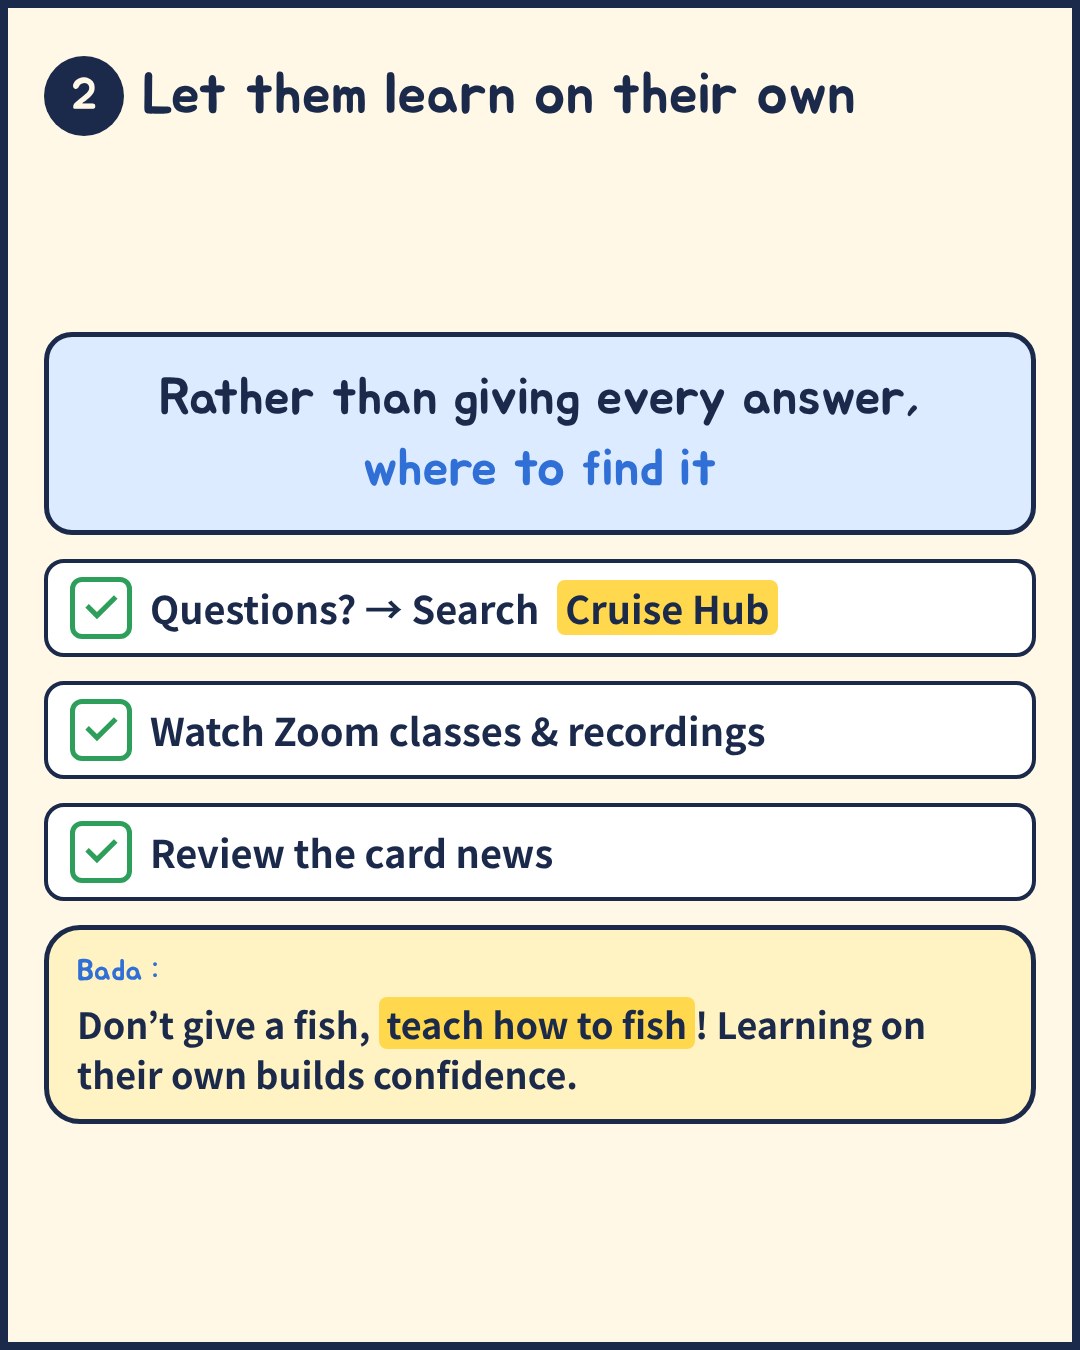 2 Let them learn on their own
Rather than giving every answer,
where to find it
Questions? → Search Cruise Hub
Watch Zoom classes & recordings
Review the card news
Bada :
Don’t give a fish, teach how to fish! Learning on
their own builds confidence.